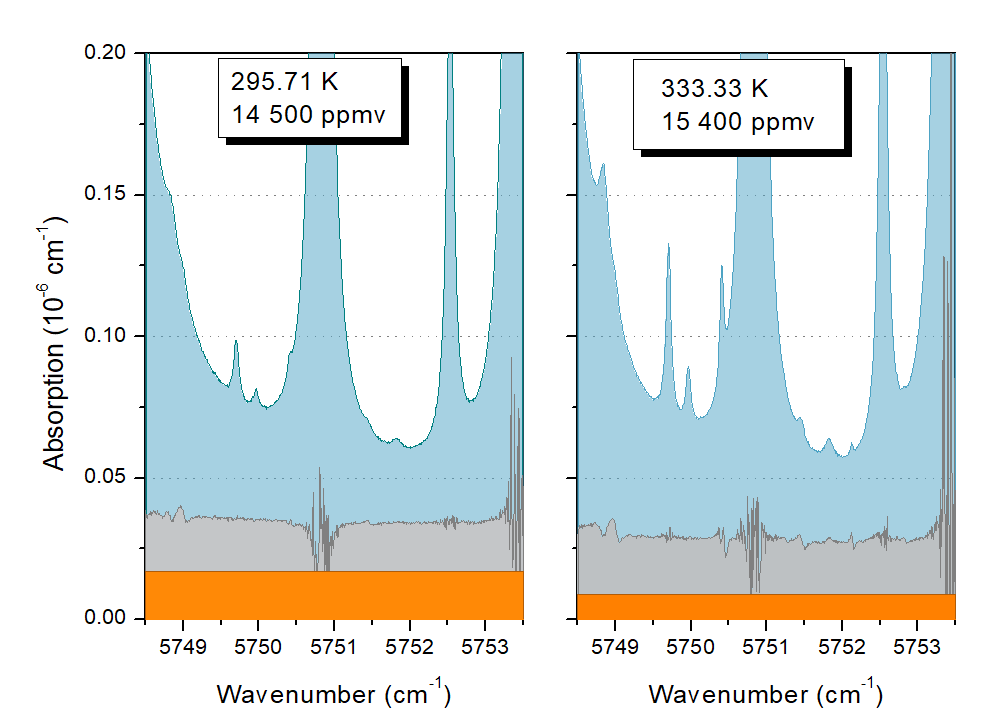 295.71 K
14 500 ppmv
333.33 K
15 400 ppmv
0.20
0.15
0.10
0.05
0.00
Absorption (10⁻⁶ cm⁻¹)
5749 5750 5751 5752 5753
5749 5750 5751 5752 5753
Wavenumber (cm⁻¹)
Wavenumber (cm⁻¹)